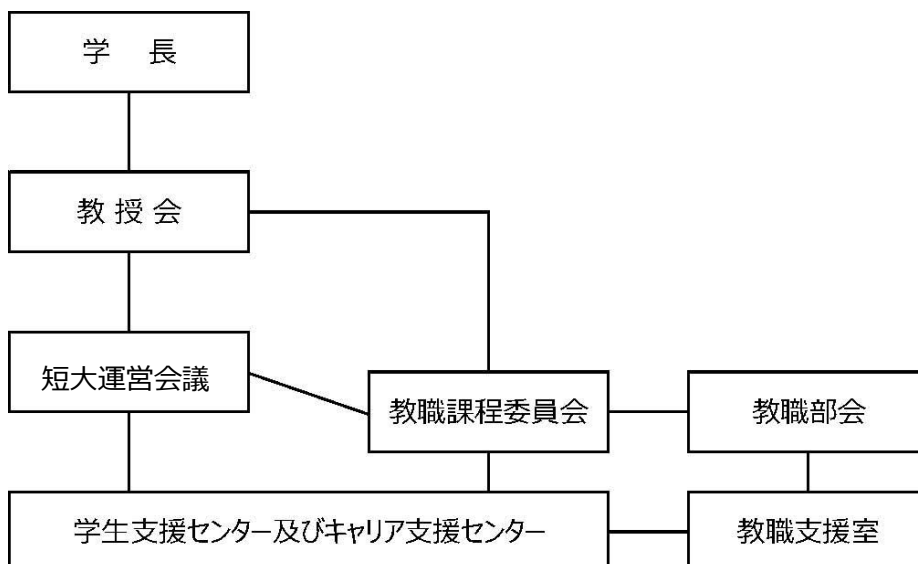 学 長
教 授 会
短大運営会議
教職課程委員会
教職部会
学生支援センター及びキャリア支援センター
教職支援室